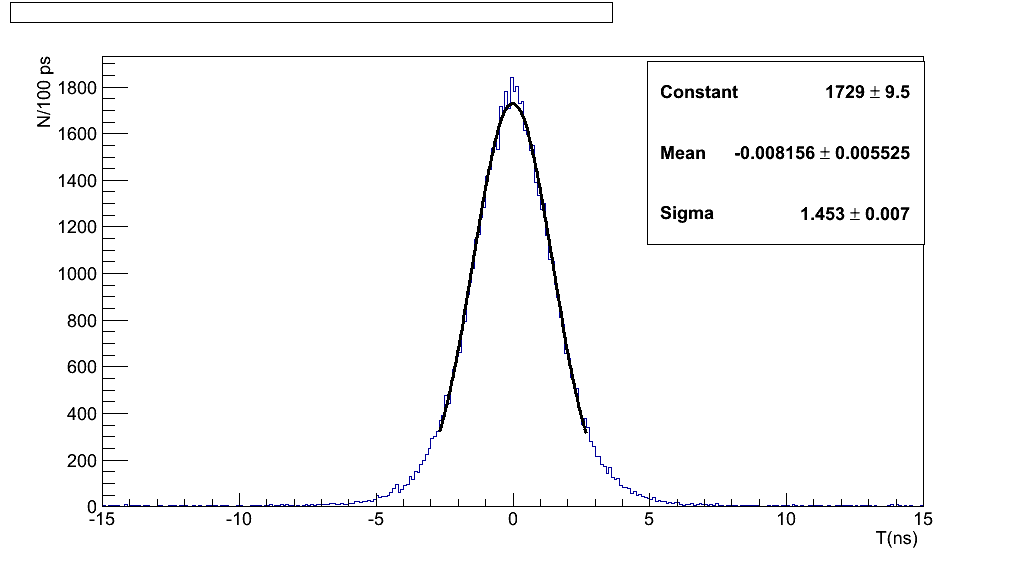 N/100 ps
1800
1600
1400
1200
1000
800
600
400
200
0
Constant 1729 ± 9.5
Mean -0.008156 ± 0.005525
Sigma 1.453 ± 0.007
-15 -10 -5 0 5 10 15
T(ns)